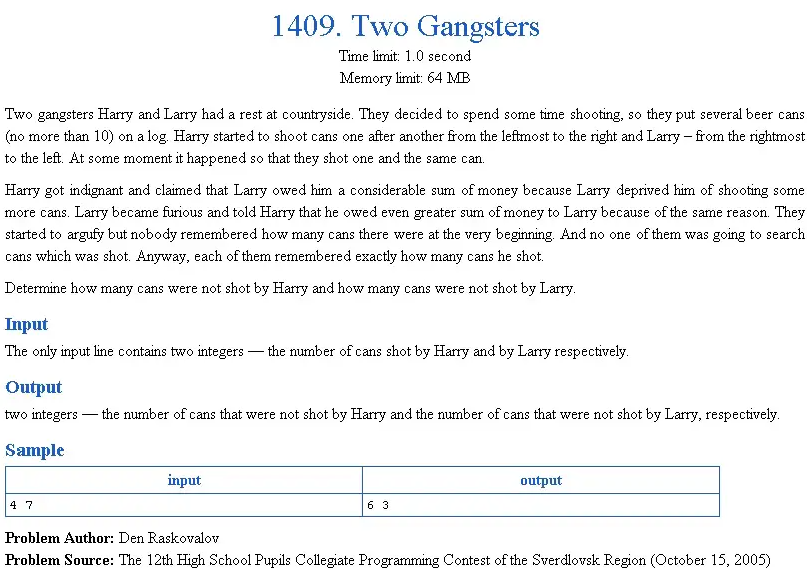 1409. Two Gangsters
Time limit: 1.0 second
Memory limit: 64 MB
Two gangsters Harry and Larry had a rest at countryside. They decided to spend some time shooting, so they put several beer cans
(no more than 10) on a log. Harry started to shoot cans one after another from the leftmost to the right and Larry – from the rightmost
to the left. At some moment it happened so that they shot one and the same can.
Harry got indignant and claimed that Larry owed him a considerable sum of money because Larry deprived him of shooting some
more cans. Larry became furious and told Harry that he owed even greater sum of money to Larry because of the same reason. They
started to argufy but nobody remembered how many cans there were at the very beginning. And no one of them was going to search
cans which was shot. Anyway, each of them remembered exactly how many cans he shot.
Determine how many cans were not shot by Harry and how many cans were not shot by Larry.
Input
The only input line contains two integers — the number of cans shot by Harry and by Larry respectively.
Output
two integers — the number of cans that were not shot by Harry and the number of cans that were not shot by Larry, respectively.
Sample
input output
4 7 6 3
Problem Author: Den Raskovalov
Problem Source: The 12th High School Pupils Collegiate Programming Contest of the Sverdlovsk Region (October 15, 2005)